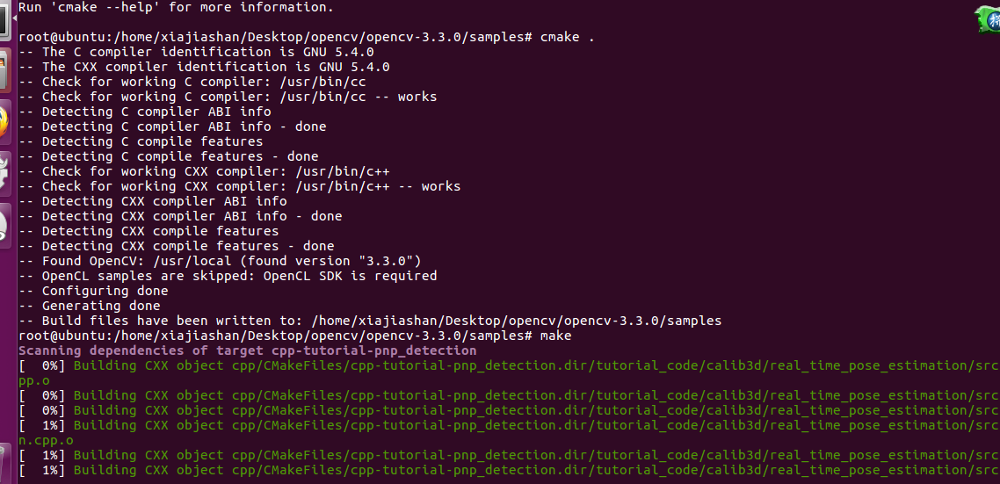 Run 'cmake --help' for more information.
root@ubuntu:/home/xiajiashan/Desktop/opencv/opencv-3.3.0/samples# cmake .
-- The C compiler identification is GNU 5.4.0
-- The CXX compiler identification is GNU 5.4.0
-- Check for working C compiler: /usr/bin/cc
-- Check for working C compiler: /usr/bin/cc -- works
-- Detecting C compiler ABI info
-- Detecting C compiler ABI info - done
-- Detecting C compile features
-- Detecting C compile features - done
-- Check for working CXX compiler: /usr/bin/c++
-- Check for working CXX compiler: /usr/bin/c++ -- works
-- Detecting CXX compiler ABI info
-- Detecting CXX compiler ABI info - done
-- Detecting CXX compile features
-- Detecting CXX compile features - done
-- Found OpenCV: /usr/local (found version "3.3.0")
-- OpenCL samples are skipped: OpenCL SDK is required
-- Configuring done
-- Generating done
-- Build files have been written to: /home/xiajiashan/Desktop/opencv/opencv-3.3.0/samples
root@ubuntu:/home/xiajiashan/Desktop/opencv/opencv-3.3.0/samples# make
Scanning dependencies of target cpp-tutorial-pnp_detection
[  0%] Building CXX object cpp/CMakeFiles/cpp-tutorial-pnp_detection.dir/tutorial_code/calib3d/real_time_pose_estimation/src
pp.o
[  0%] Building CXX object cpp/CMakeFiles/cpp-tutorial-pnp_detection.dir/tutorial_code/calib3d/real_time_pose_estimation/src
[  0%] Building CXX object cpp/CMakeFiles/cpp-tutorial-pnp_detection.dir/tutorial_code/calib3d/real_time_pose_estimation/src
[  1%] Building CXX object cpp/CMakeFiles/cpp-tutorial-pnp_detection.dir/tutorial_code/calib3d/real_time_pose_estimation/src
n.cpp.o
[  1%] Building CXX object cpp/CMakeFiles/cpp-tutorial-pnp_detection.dir/tutorial_code/calib3d/real_time_pose_estimation/src
[  1%] Building CXX object cpp/CMakeFiles/cpp-tutorial-pnp_detection.dir/tutorial_code/calib3d/real_time_pose_estimation/src